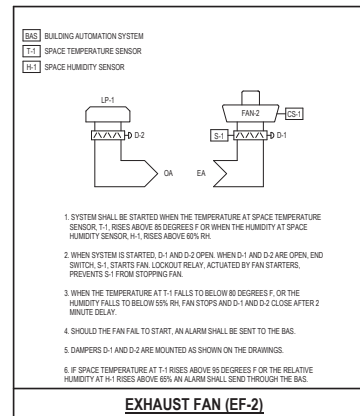 BAS BUILDING AUTOMATION SYSTEM
T-1 SPACE TEMPERATURE SENSOR
H-1 SPACE HUMIDITY SENSOR
LP-1
FAN-2
CS-1
D-2
S-1
D-1
OA
EA
1. SYSTEM SHALL BE STARTED WHEN THE TEMPERATURE AT SPACE TEMPERATURE
SENSOR, T-1, RISES ABOVE 85 DEGREES F OR WHEN THE HUMIDITY AT SPACE
HUMIDITY SENSOR, H-1, RISES ABOVE 60% RH.
2. WHEN SYSTEM IS STARTED, D-1 AND D-2 OPEN. WHEN D-1 AND D-2 ARE OPEN, END
SWITCH, S-1, STARTS FAN. LOCKOUT RELAY, ACTUATED BY FAN STARTERS,
PREVENTS S-1 FROM STOPPING FAN.
3. WHEN THE TEMPERATURE AT T-1 FALLS TO BELOW 80 DEGREES F, OR THE
HUMIDITY FALLS TO BELOW 55% RH, FAN STOPS AND D-1 AND D-2 CLOSE AFTER 2
MINUTE DELAY.
4. SHOULD THE FAN FAIL TO START, AN ALARM SHALL BE SENT TO THE BAS.
5. DAMPERS D-1 AND D-2 ARE MOUNTED AS SHOWN ON THE DRAWINGS.
6. IF SPACE TEMPERATURE AT T-1 RISES ABOVE 95 DEGREES F OR THE RELATIVE
HUMIDITY AT H-1 RISES ABOVE 65% AN ALARM SHALL SEND THROUGH THE BAS.
EXHAUST FAN (EF-2)